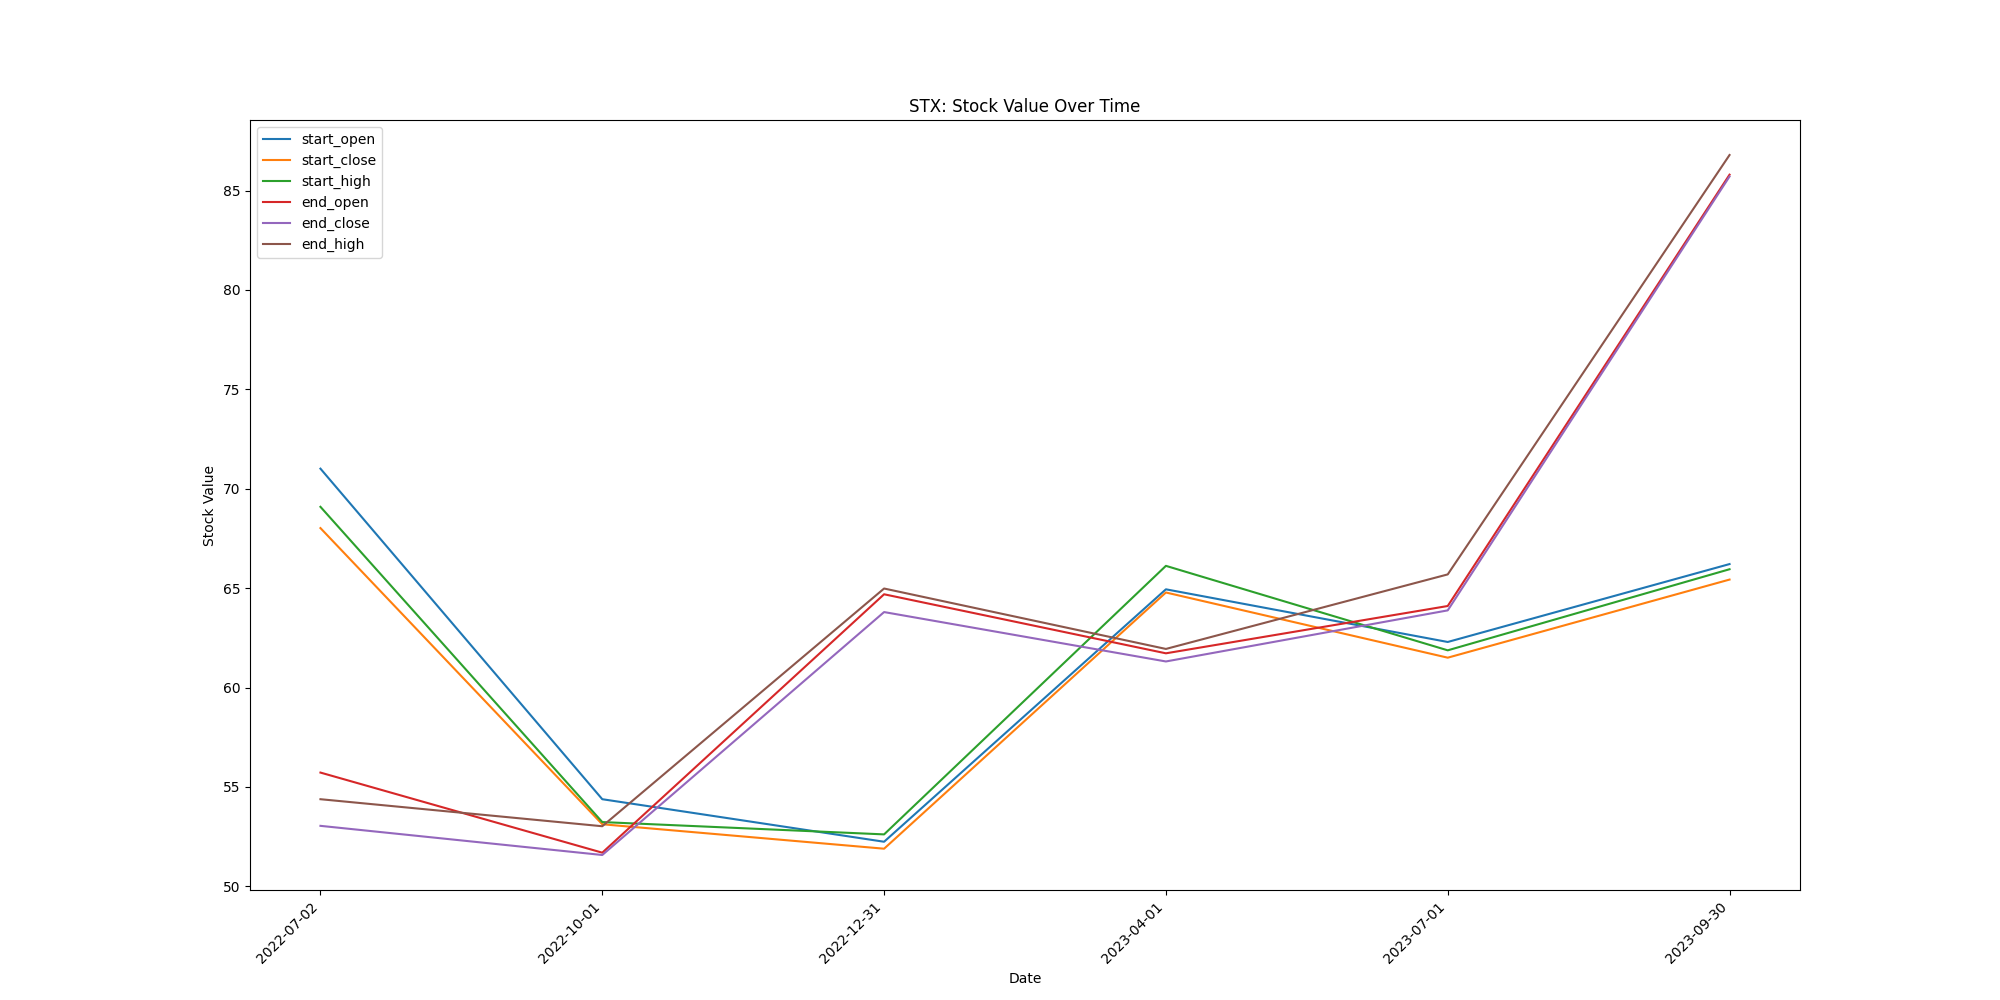 STX: Stock Value Over Time
start_open
start_close
start_high
end_open
end_close
end_high
85
80
75
70
65
60
55
50
Stock Value
2022-07-02
2022-10-01
2022-12-31
2023-04-01
2023-07-01
2023-09-30
Date